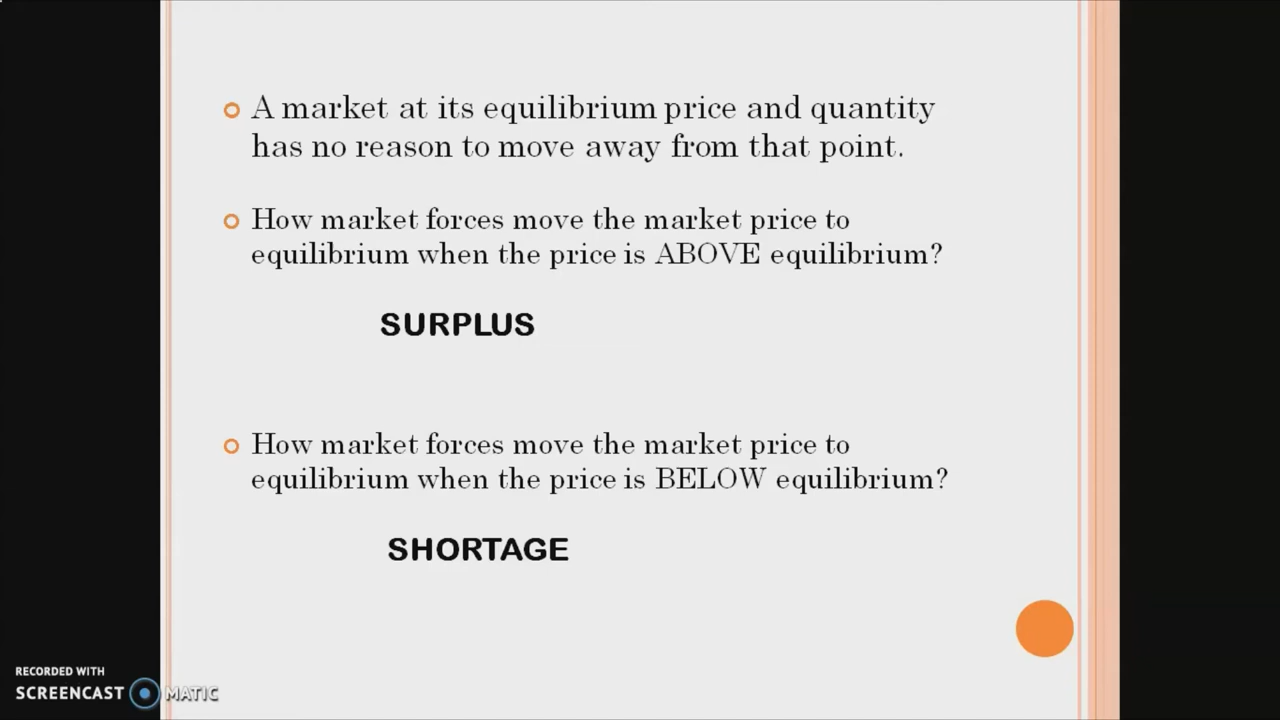 A market at its equilibrium price and quantity
has no reason to move away from that point.
How market forces move the market price to
equilibrium when the price is ABOVE equilibrium?
SURPLUS
How market forces move the market price to
equilibrium when the price is BELOW equilibrium?
SHORTAGE
RECORDED WITH
SCREENCAST MATIC